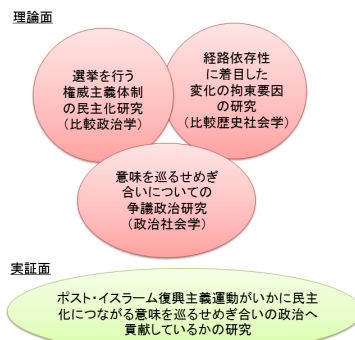 理論面
選挙を行う
権威主義体制
の民主化研究
（比較政治学）
経路依存性
に着目した
変化の拘束要因
の研究
（比較歴史社会学）
意味を巡るせめぎ
合いについての
争議政治研究
（政治社会学）
実証面
ポスト・イスラーム復興主義運動がいかに民主
化につながる意味を巡るせめぎ合いの政治へ
貢献しているかの研究